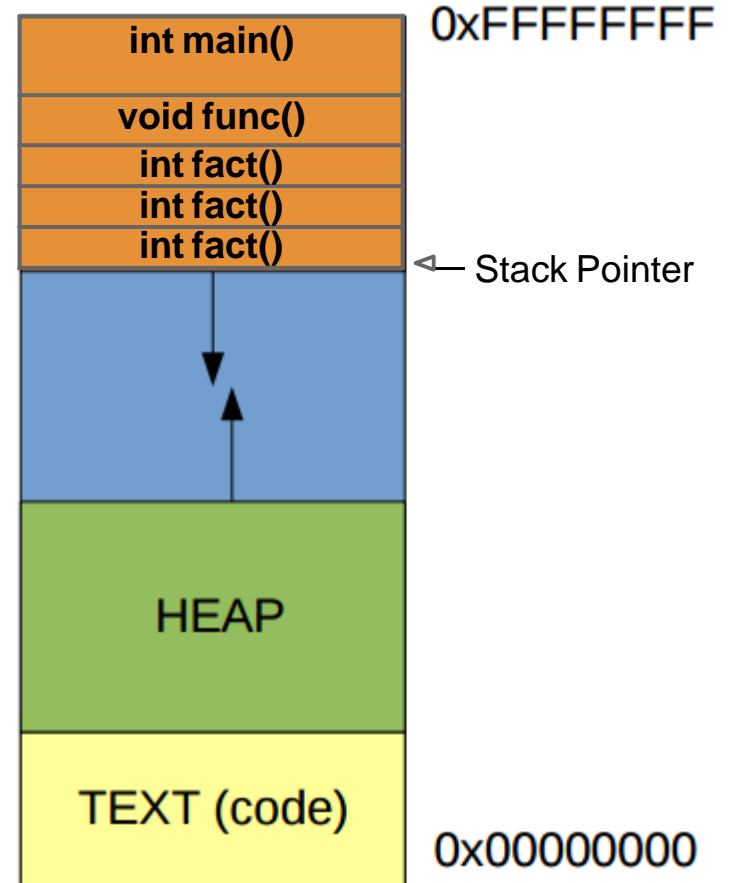 int main()
0xFFFFFFFF
void func()
int fact()
int fact()
int fact()
Stack Pointer
HEAP
TEXT (code)
0x00000000